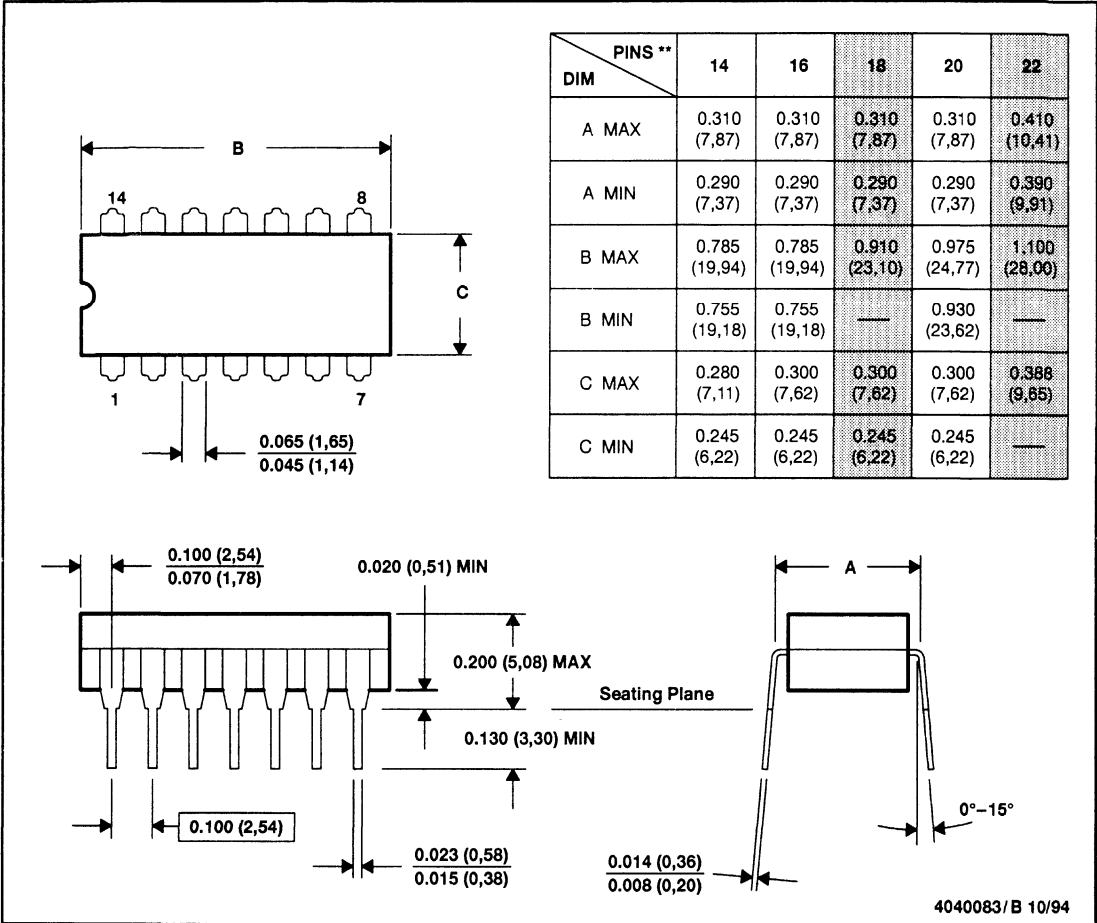 PINS **
DIM
14 16 18 20 22
A MAX 0.310 (7,87) 0.310 (7,87) 0.310 (7,87) 0.310 (7,87) 0.410 (10,41)
A MIN 0.290 (7,37) 0.290 (7,37) 0.290 (7,37) 0.290 (7,37) 0.390 (9,91)
B MAX 0.785 (19,94) 0.785 (19,94) 0.910 (23,10) 0.975 (24,77) 1.100 (28,00)
B MIN 0.755 (19,18) 0.755 (19,18) — 0.930 (23,62) —
C MAX 0.280 (7,11) 0.300 (7,62) 0.300 (7,62) 0.300 (7,62) 0.388 (9,65)
C MIN 0.245 (6,22) 0.245 (6,22) 0.245 (6,22) 0.245 (6,22) —
B
14 8
C
1 7
0.065 (1,65)
0.045 (1,14)
0.100 (2,54)
0.070 (1,78)
0.020 (0,51) MIN
0.200 (5,08) MAX
Seating Plane
0.130 (3,30) MIN
0.100 (2,54)
0.023 (0,58)
0.015 (0,38)
A
0°–15°
0.014 (0,36)
0.008 (0,20)
4040083/B 10/94